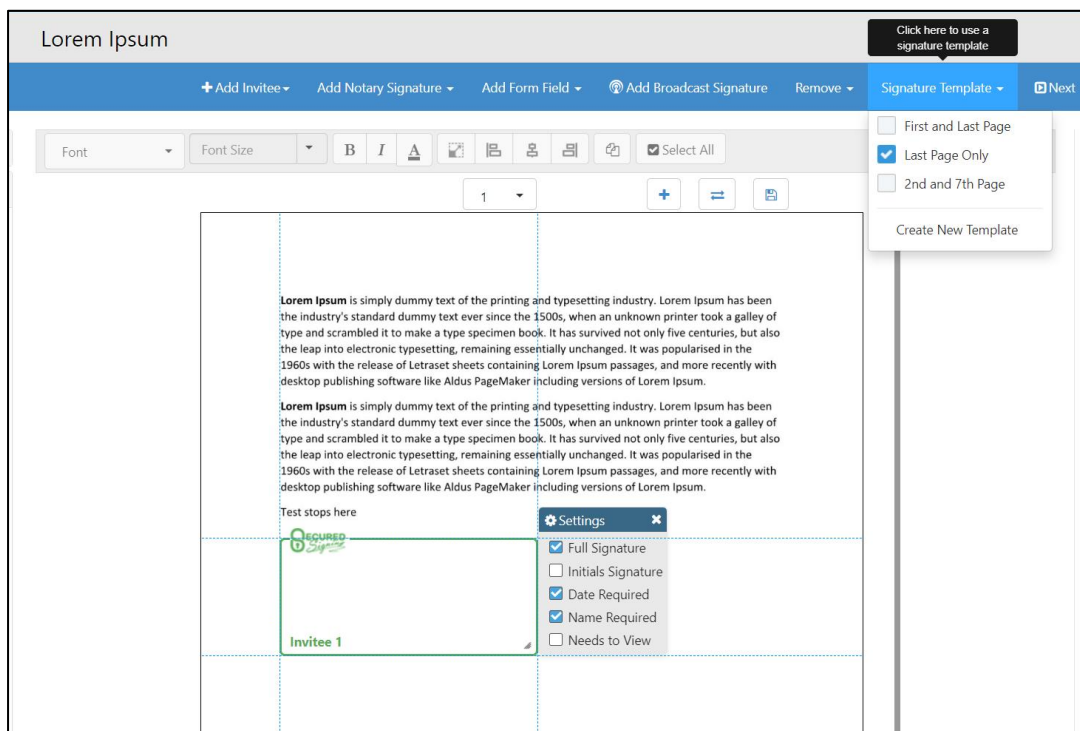 Lorem Ipsum
Click here to use a
signature template
Add Invitee
Add Notary Signature
Add Form Field
Add Broadcast Signature
Remove
Signature Template
Next
First and Last Page
Last Page Only
2nd and 7th Page
Create New Template
Font
Font Size
B I A
Select All
1
Lorem Ipsum is simply dummy text of the printing and typesetting industry. Lorem Ipsum has been
the industry's standard dummy text ever since the 1500s, when an unknown printer took a galley of
type and scrambled it to make a type specimen book. It has survived not only five centuries, but also
the leap into electronic typesetting, remaining essentially unchanged. It was popularised in the
1960s with the release of Letraset sheets containing Lorem Ipsum passages, and more recently with
desktop publishing software like Aldus PageMaker including versions of Lorem Ipsum.
Lorem Ipsum is simply dummy text of the printing and typesetting industry. Lorem Ipsum has been
the industry's standard dummy text ever since the 1500s, when an unknown printer took a galley of
type and scrambled it to make a type specimen book. It has survived not only five centuries, but also
the leap into electronic typesetting, remaining essentially unchanged. It was popularised in the
1960s with the release of Letraset sheets containing Lorem Ipsum passages, and more recently with
desktop publishing software like Aldus PageMaker including versions of Lorem Ipsum.
Test stops here
SECURED
Signing
Invitee 1
Settings
Full Signature
Initials Signature
Date Required
Name Required
Needs to View